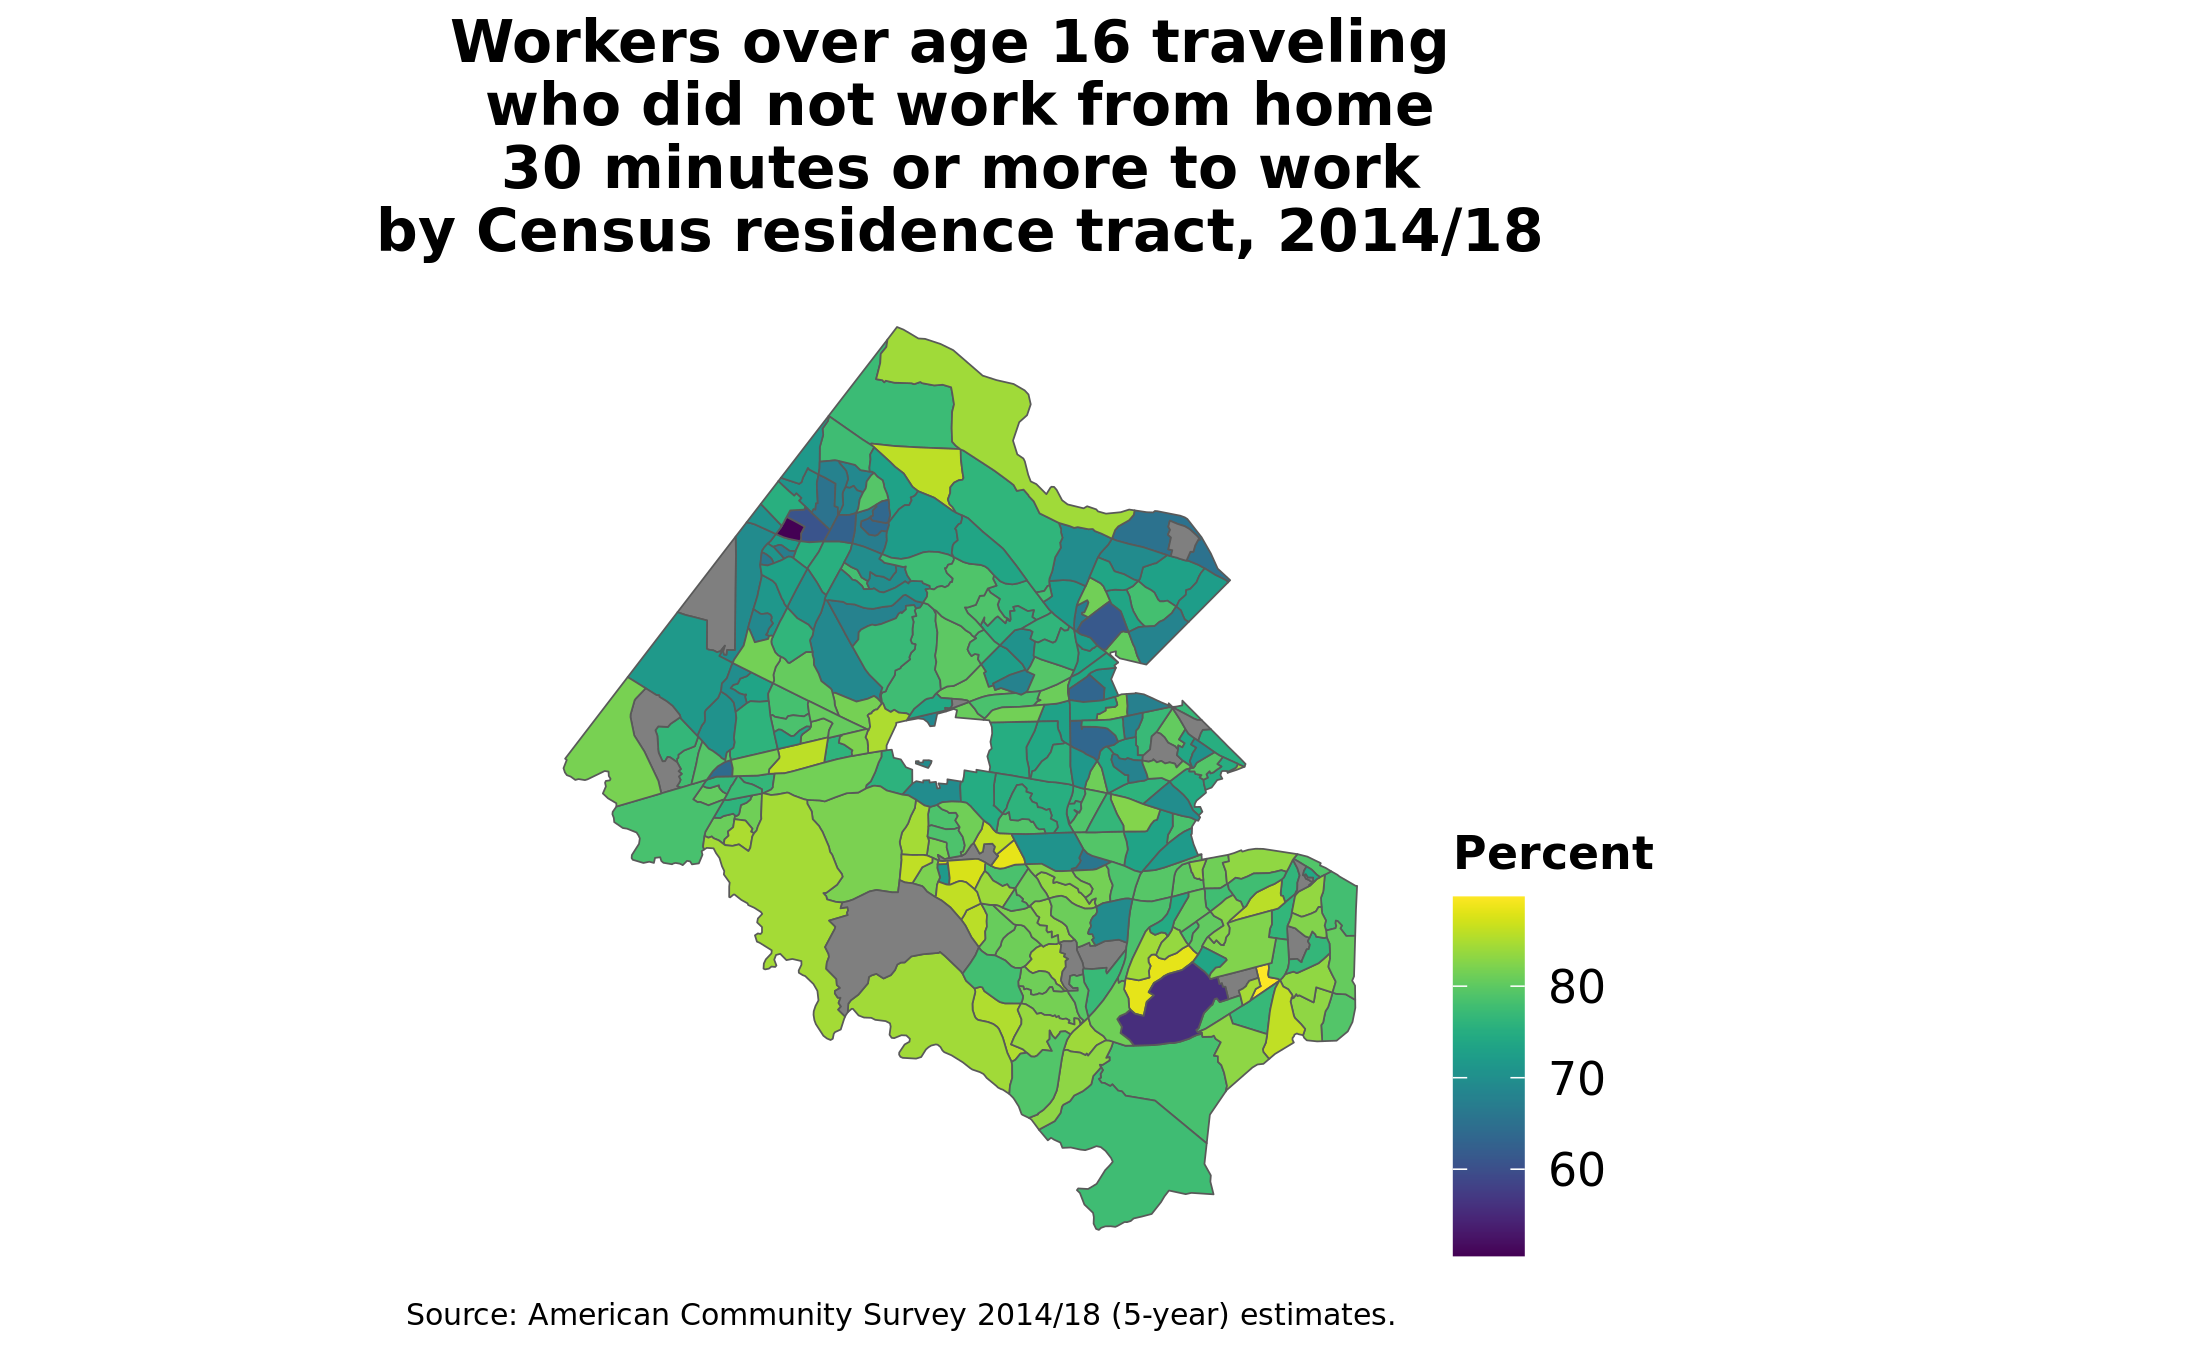 Workers over age 16 traveling
who did not work from home
30 minutes or more to work
by Census residence tract, 2014/18
Percent
80
70
60
Source: American Community Survey 2014/18 (5-year) estimates.